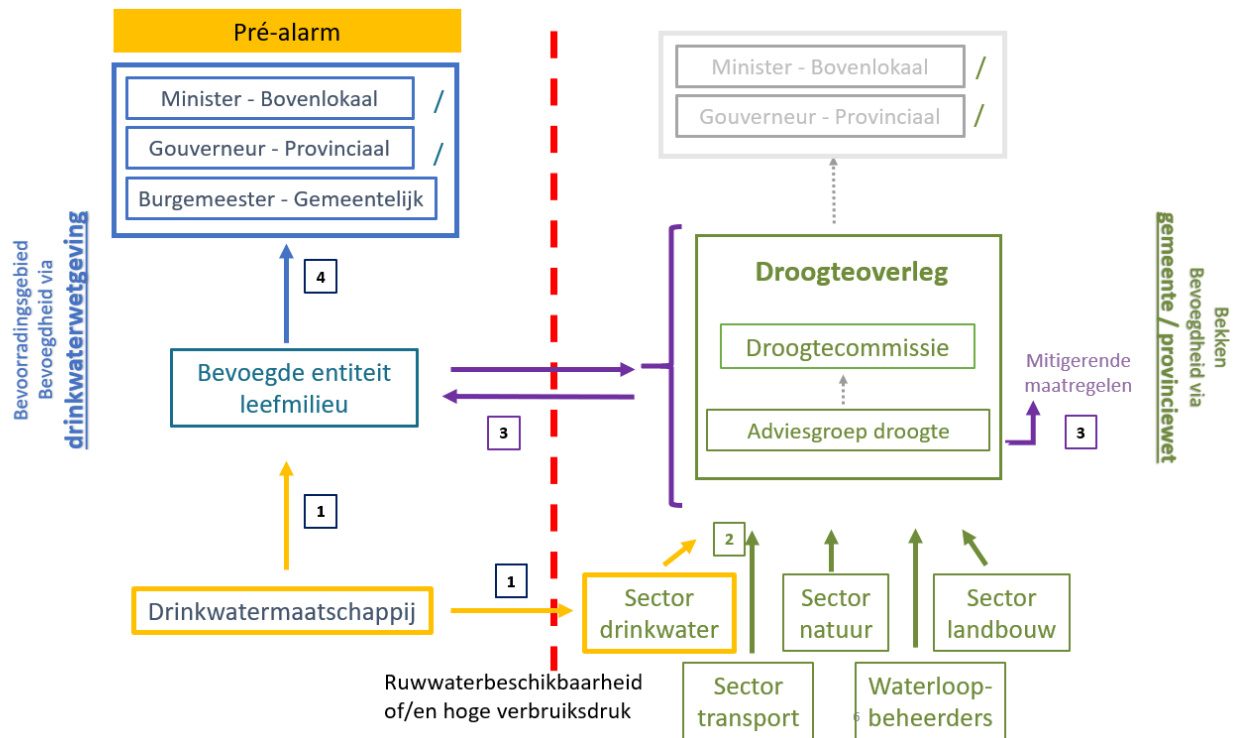 Pré-alarm
Minister - Bovenlokaal
/
Gouverneur - Provinciaal
/
Burgemeester - Gemeentelijk
Bevoorradingsgebied
Bevoegdheid via
drinkwaterwetgeving
4
Bevoegde entiteit
leefmilieu
3
1
Drinkwatermaatschappij
1
Ruwwaterbeschikbaarheid
of/en hoge verbruiksdruk
Minister - Bovenlokaal
/
Gouverneur - Provinciaal
/
Droogteoverleg
Droogtecommissie
Adviesgroep droogte
Mitigerende
maatregelen
3
Bekken
Bevoegdheid via
gemeente / provinciewet
2
Sector
drinkwater
Sector
natuur
Sector
landbouw
Sector
transport
Waterloop-
beheerders
6